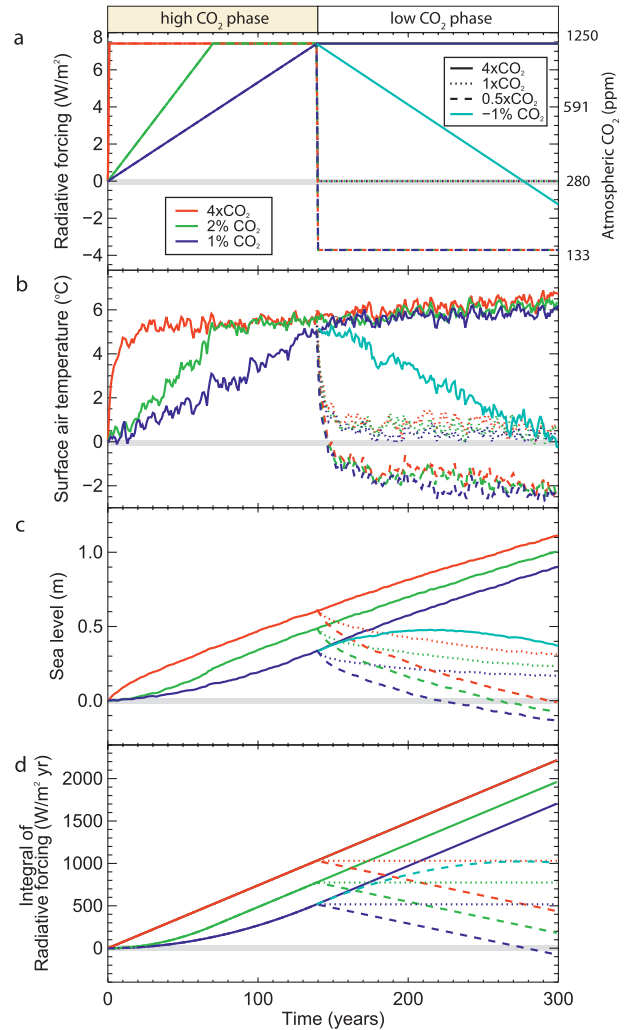 high CO₂ phase
low CO₂ phase
a
Radiative forcing (W/m²)
8
6
4
2
0
−2
−4
4xCO₂
2% CO₂
1% CO₂
4xCO₂
1xCO₂
0.5xCO₂
−1% CO₂
1250
591
280
133
Atmospheric CO₂ (ppm)
b
Surface air temperature (°C)
6
4
2
0
−2
c
Sea level (m)
1.0
0.5
0.0
d
Integral of
Radiative forcing (W/m² yr)
2000
1500
1000
500
0
0
100
200
300
Time (years)